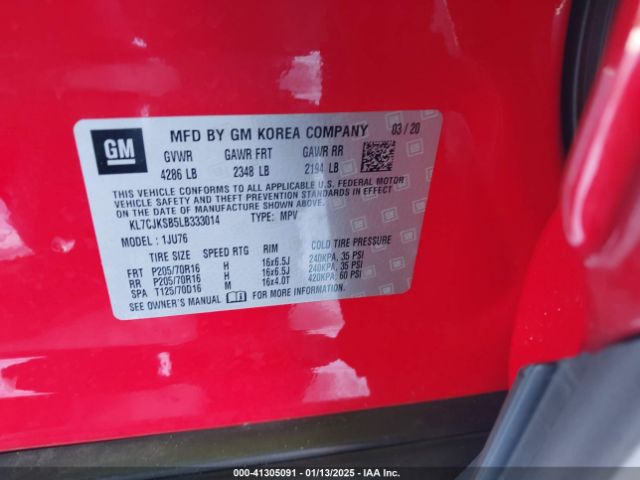 GM
MFD BY GM KOREA COMPANY 03/20
GVWR GAWR FRT GAWR RR
4286 LB 2348 LB 2194 LB
THIS VEHICLE CONFORMS TO ALL APPLICABLE U.S. FEDERAL MOTOR
VEHICLE SAFETY AND THEFT PREVENTION STANDARDS IN EFFECT
ON THE DATE OF MANUFACTURE SHOWN ABOVE.
KL7CJKSB5LB333014 TYPE: MPV
MODEL: 1JU76
TIRE SIZE SPEED RTG RIM COLD TIRE PRESSURE
FRT P205/70R16 H 16x6.5J 240KPA, 35 PSI
RR P205/70R16 H 16x6.5J 240KPA, 35 PSI
SPA T125/70D16 M 16x4.0T 420KPA, 60 PSI
SEE OWNER'S MANUAL FOR MORE INFORMATION.
000-41305091 - 01/13/2025 - IAA Inc.